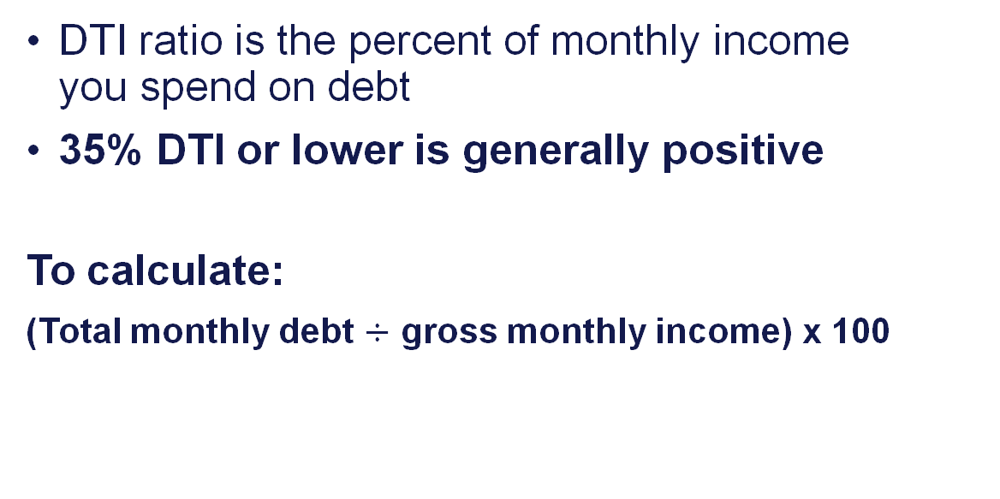 • DTI ratio is the percent of monthly income
you spend on debt
• 35% DTI or lower is generally positive
To calculate:
(Total monthly debt ÷ gross monthly income) x 100